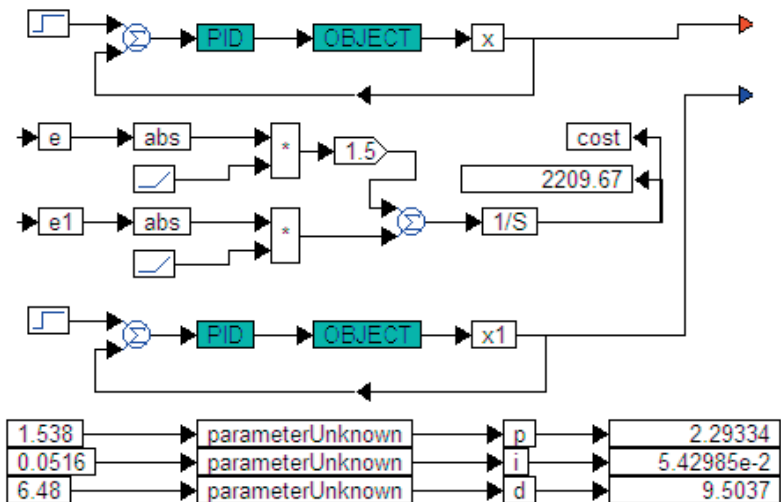 Σ PID OBJECT x
e abs * 1.5 cost
2209.67
e1 abs * Σ 1/S
Σ PID OBJECT x1
1.538 parameterUnknown p 2.29334
0.0516 parameterUnknown i 5.42985e-2
6.48 parameterUnknown d 9.5037